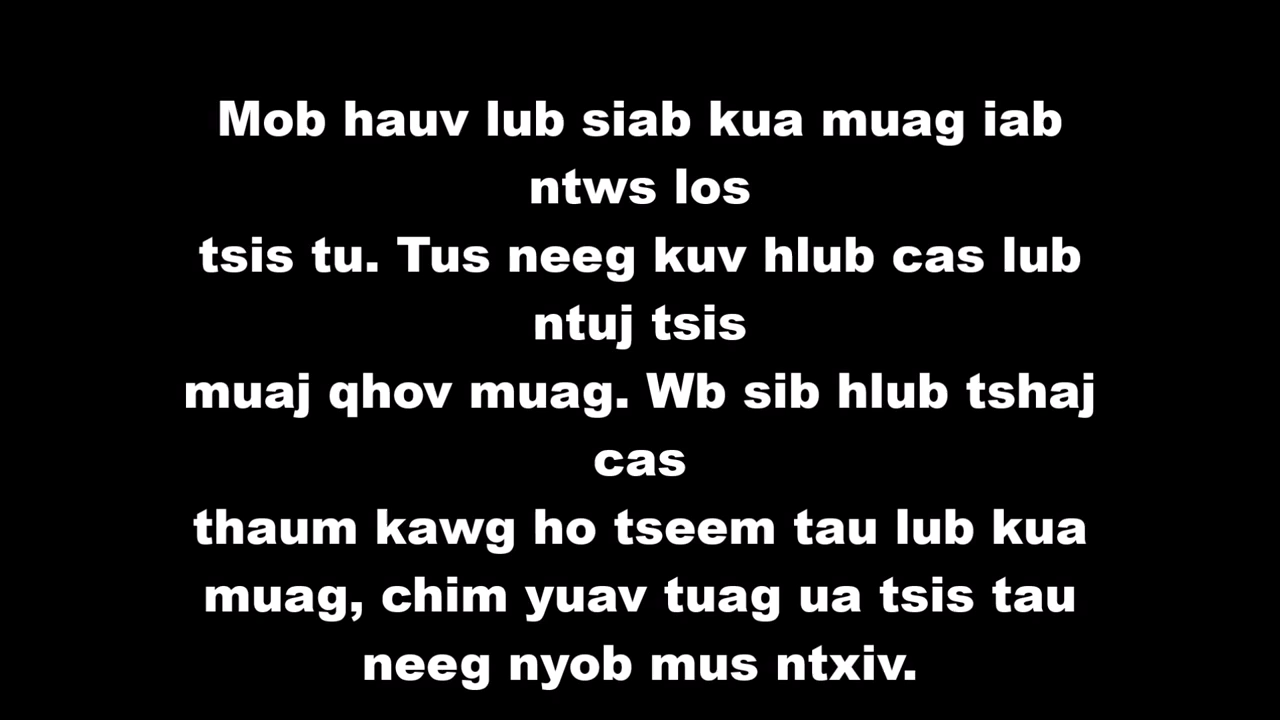 Mob hauv lub siab kua muag iab
ntws los
tsis tu. Tus neeg kuv hlub cas lub
ntuj tsis
muaj qhov muag. Wb sib hlub tshaj
cas
thaum kawg ho tseem tau lub kua
muag, chim yuav tuag ua tsis tau
neeg nyob mus ntxiv.